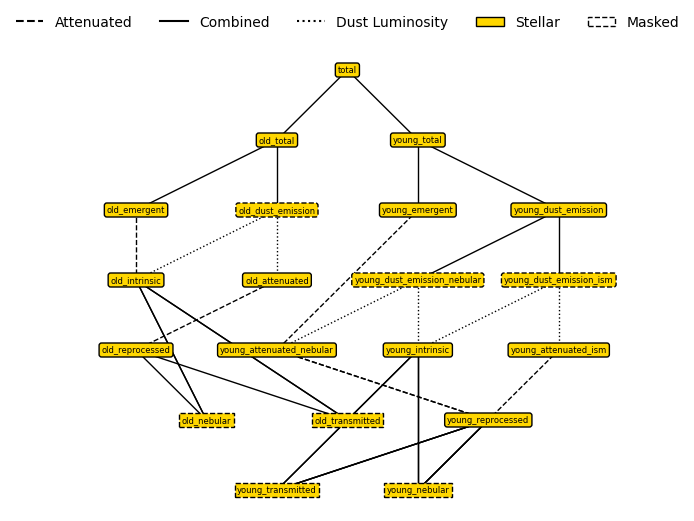 Attenuated Combined Dust Luminosity Stellar Masked
total
old_total young_total
old_emergent old_dust_emission young_emergent young_dust_emission
old_intrinsic old_attenuated young_dust_emission_nebular young_dust_emission_ism
old_reprocessed young_attenuated_nebular young_intrinsic young_attenuated_ism
old_nebular old_transmitted young_reprocessed
young_transmitted young_nebular